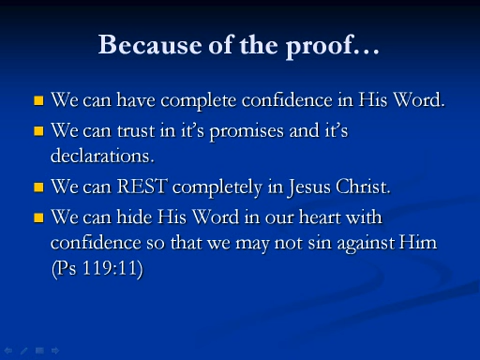 Because of the proof…
We can have complete confidence in His Word.
We can trust in it's promises and it's
declarations.
We can REST completely in Jesus Christ.
We can hide His Word in our heart with
confidence so that we may not sin against Him
(Ps 119:11)